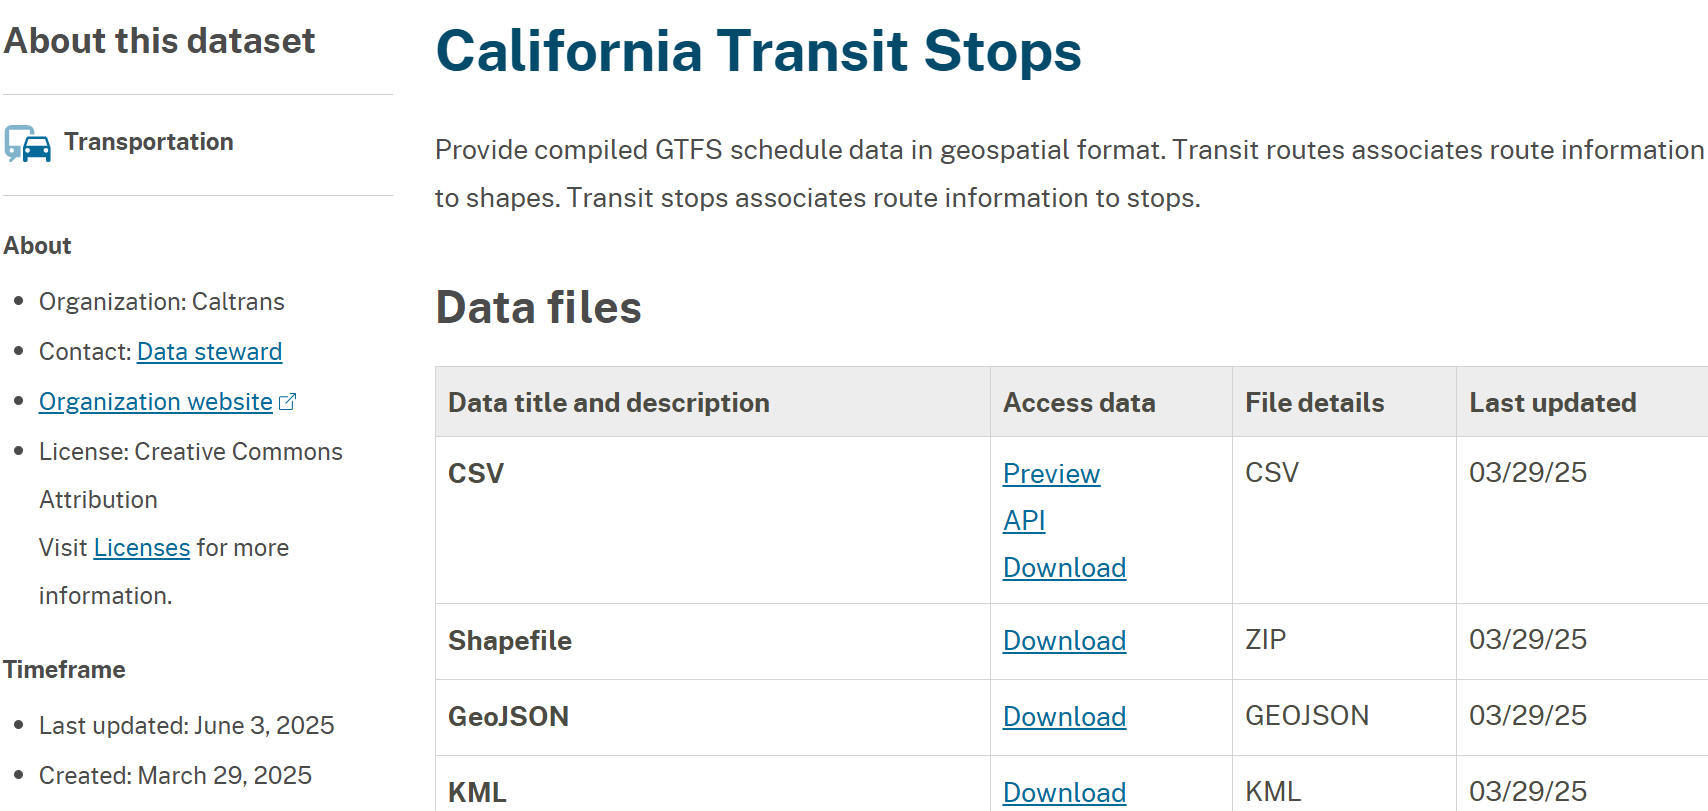 About this dataset
Transportation
About
Organization: Caltrans
Contact: Data steward
Organization website
License: Creative Commons
Attribution
Visit Licenses for more
information.
Timeframe
Last updated: June 3, 2025
Created: March 29, 2025
California Transit Stops
Provide compiled GTFS schedule data in geospatial format. Transit routes associates route information
to shapes. Transit stops associates route information to stops.
Data files
Data title and description Access data File details Last updated
CSV Preview CSV 03/29/25
API
Download
Shapefile Download ZIP 03/29/25
GeoJSON Download GEOJSON 03/29/25
KML Download KML 03/29/25